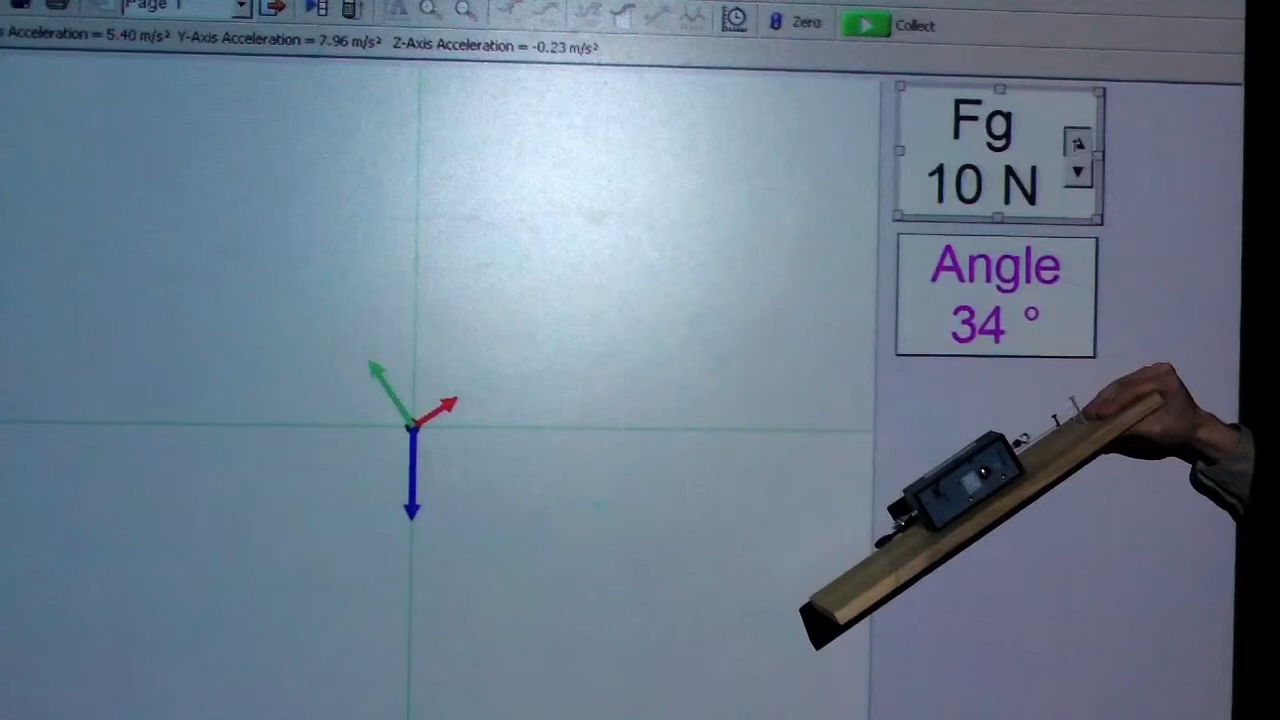 Page 1
Zero
Collect
Acceleration = 5.40 m/s² Y-Axis Acceleration = 7.96 m/s² Z-Axis Acceleration = -0.23 m/s²
Fg
10 N
Angle
34 °